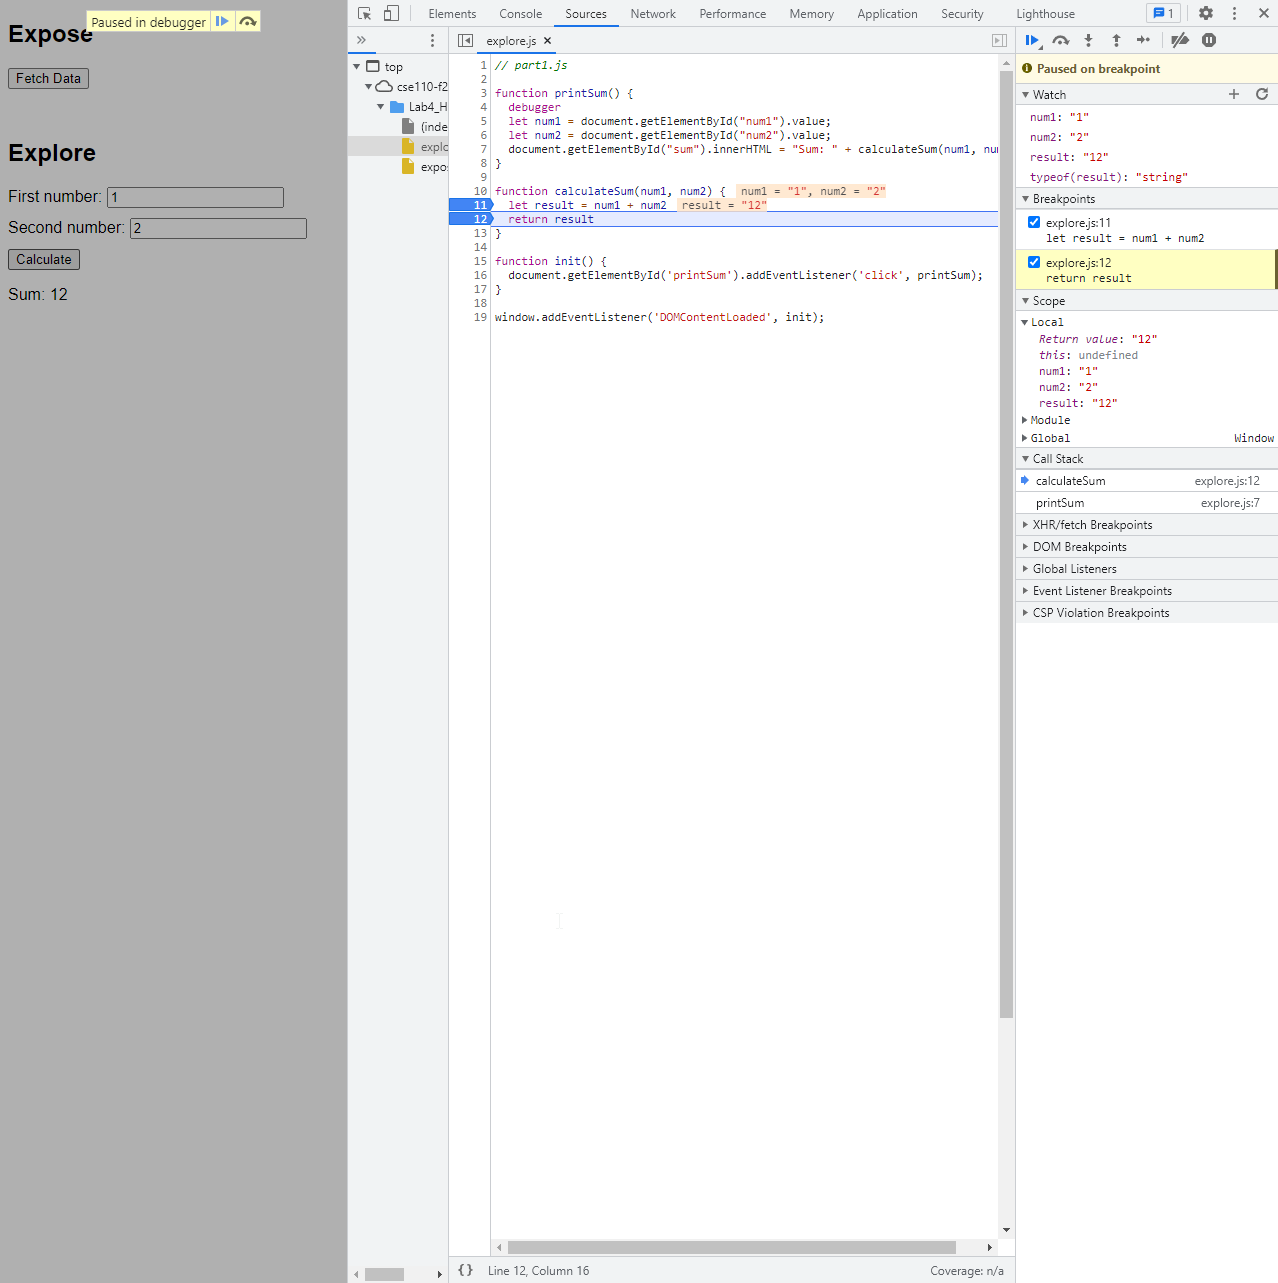 Expose
Paused in debugger
Fetch Data
Explore
First number: 1
Second number: 2
Calculate
Sum: 12
Elements Console Sources Network Performance Memory Application Security Lighthouse 1
explore.js
top
cse110-f2
Lab4_H
(inde
explo
expo
1 // part1.js
2
3 function printSum() {
4 debugger
5 let num1 = document.getElementById("num1").value;
6 let num2 = document.getElementById("num2").value;
7 document.getElementById("sum").innerHTML = "Sum: " + calculateSum(num1, nu
8 }
9
10 function calculateSum(num1, num2) { num1 = "1", num2 = "2"
11 let result = num1 + num2 result = "12"
12 return result
13 }
14
15 function init() {
16 document.getElementById('printSum').addEventListener('click', printSum);
17 }
18
19 window.addEventListener('DOMContentLoaded', init);
{} Line 12, Column 16 Coverage: n/a
Paused on breakpoint
Watch
num1: "1"
num2: "2"
result: "12"
typeof(result): "string"
Breakpoints
explore.js:11
let result = num1 + num2
explore.js:12
return result
Scope
Local
Return value: "12"
this: undefined
num1: "1"
num2: "2"
result: "12"
Module
Global Window
Call Stack
calculateSum explore.js:12
printSum explore.js:7
XHR/fetch Breakpoints
DOM Breakpoints
Global Listeners
Event Listener Breakpoints
CSP Violation Breakpoints